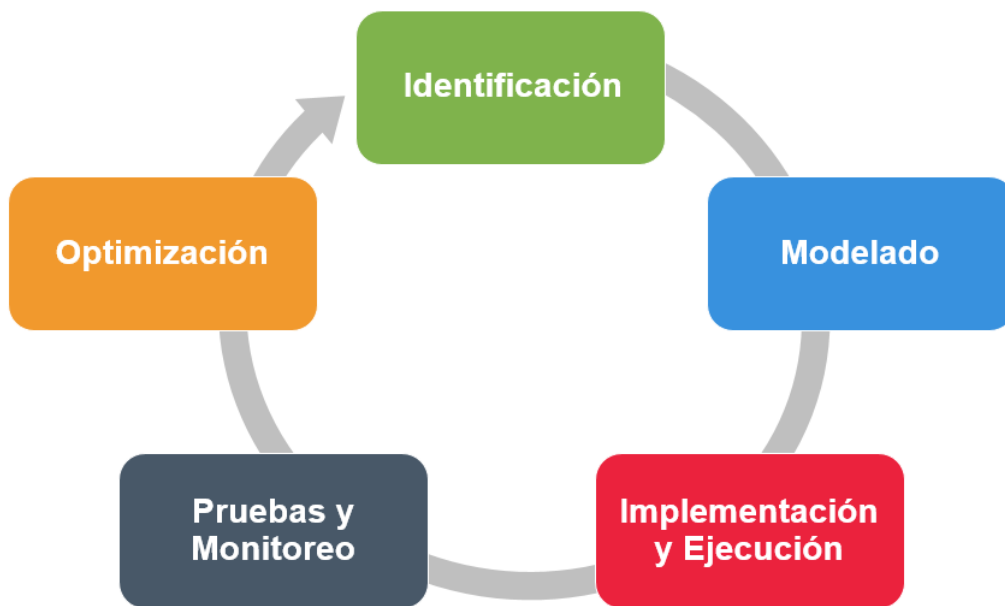 Identificación
Modelado
Implementación
y Ejecución
Pruebas y
Monitoreo
Optimización